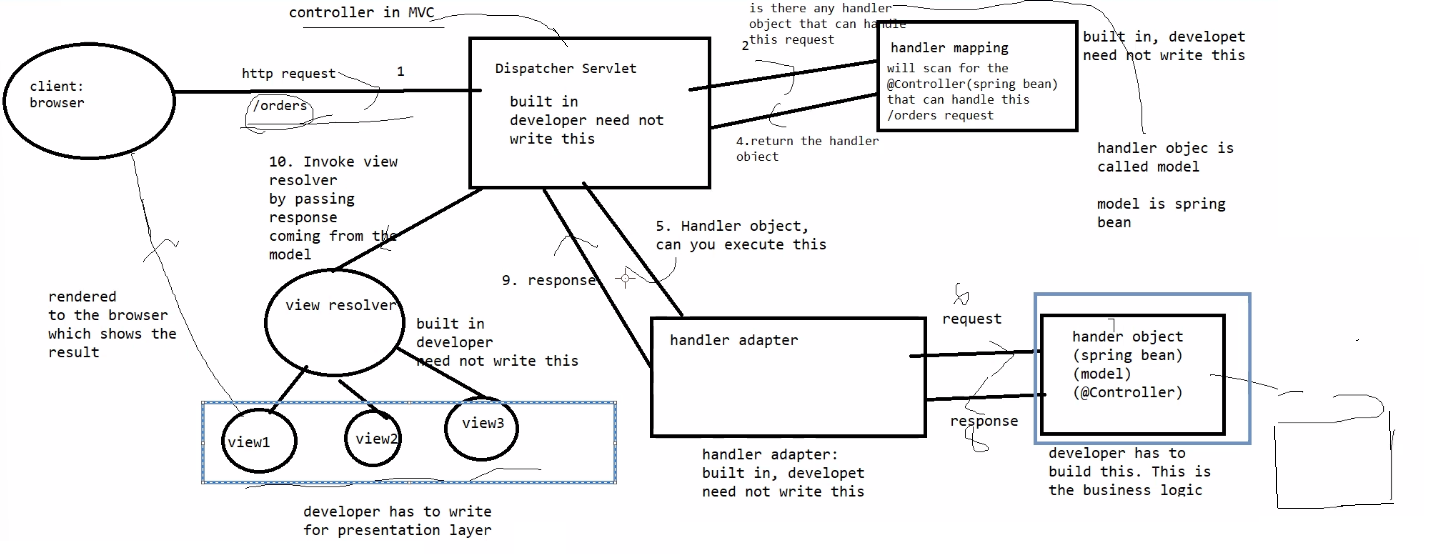 controller in MVC
is there any handler
object that can handle
this request
2
client:
browser
http request
1
/orders
Dispatcher Servlet
built in
developer need not
write this
handler mapping
will scan for the
@Controller(spring bean)
that can handle this
/orders request
built in, developet
need not write this
4.return the handler
object
handler objec is
called model
model is spring
bean
10. Invoke view
resolver
by passing
response
coming from the
model
5. Handler object,
can you execute this
9. response
rendered
to the browser
which shows the
result
view resolver
built in
developer
need not write this
view1
view2
view3
developer has to write
for presentation layer
handler adapter
handler adapter:
built in, developet
need not write this
6
request
7
response
8
hander object
(spring bean)
(model)
(@Controller)
developer has to
build this. This is
the business logic